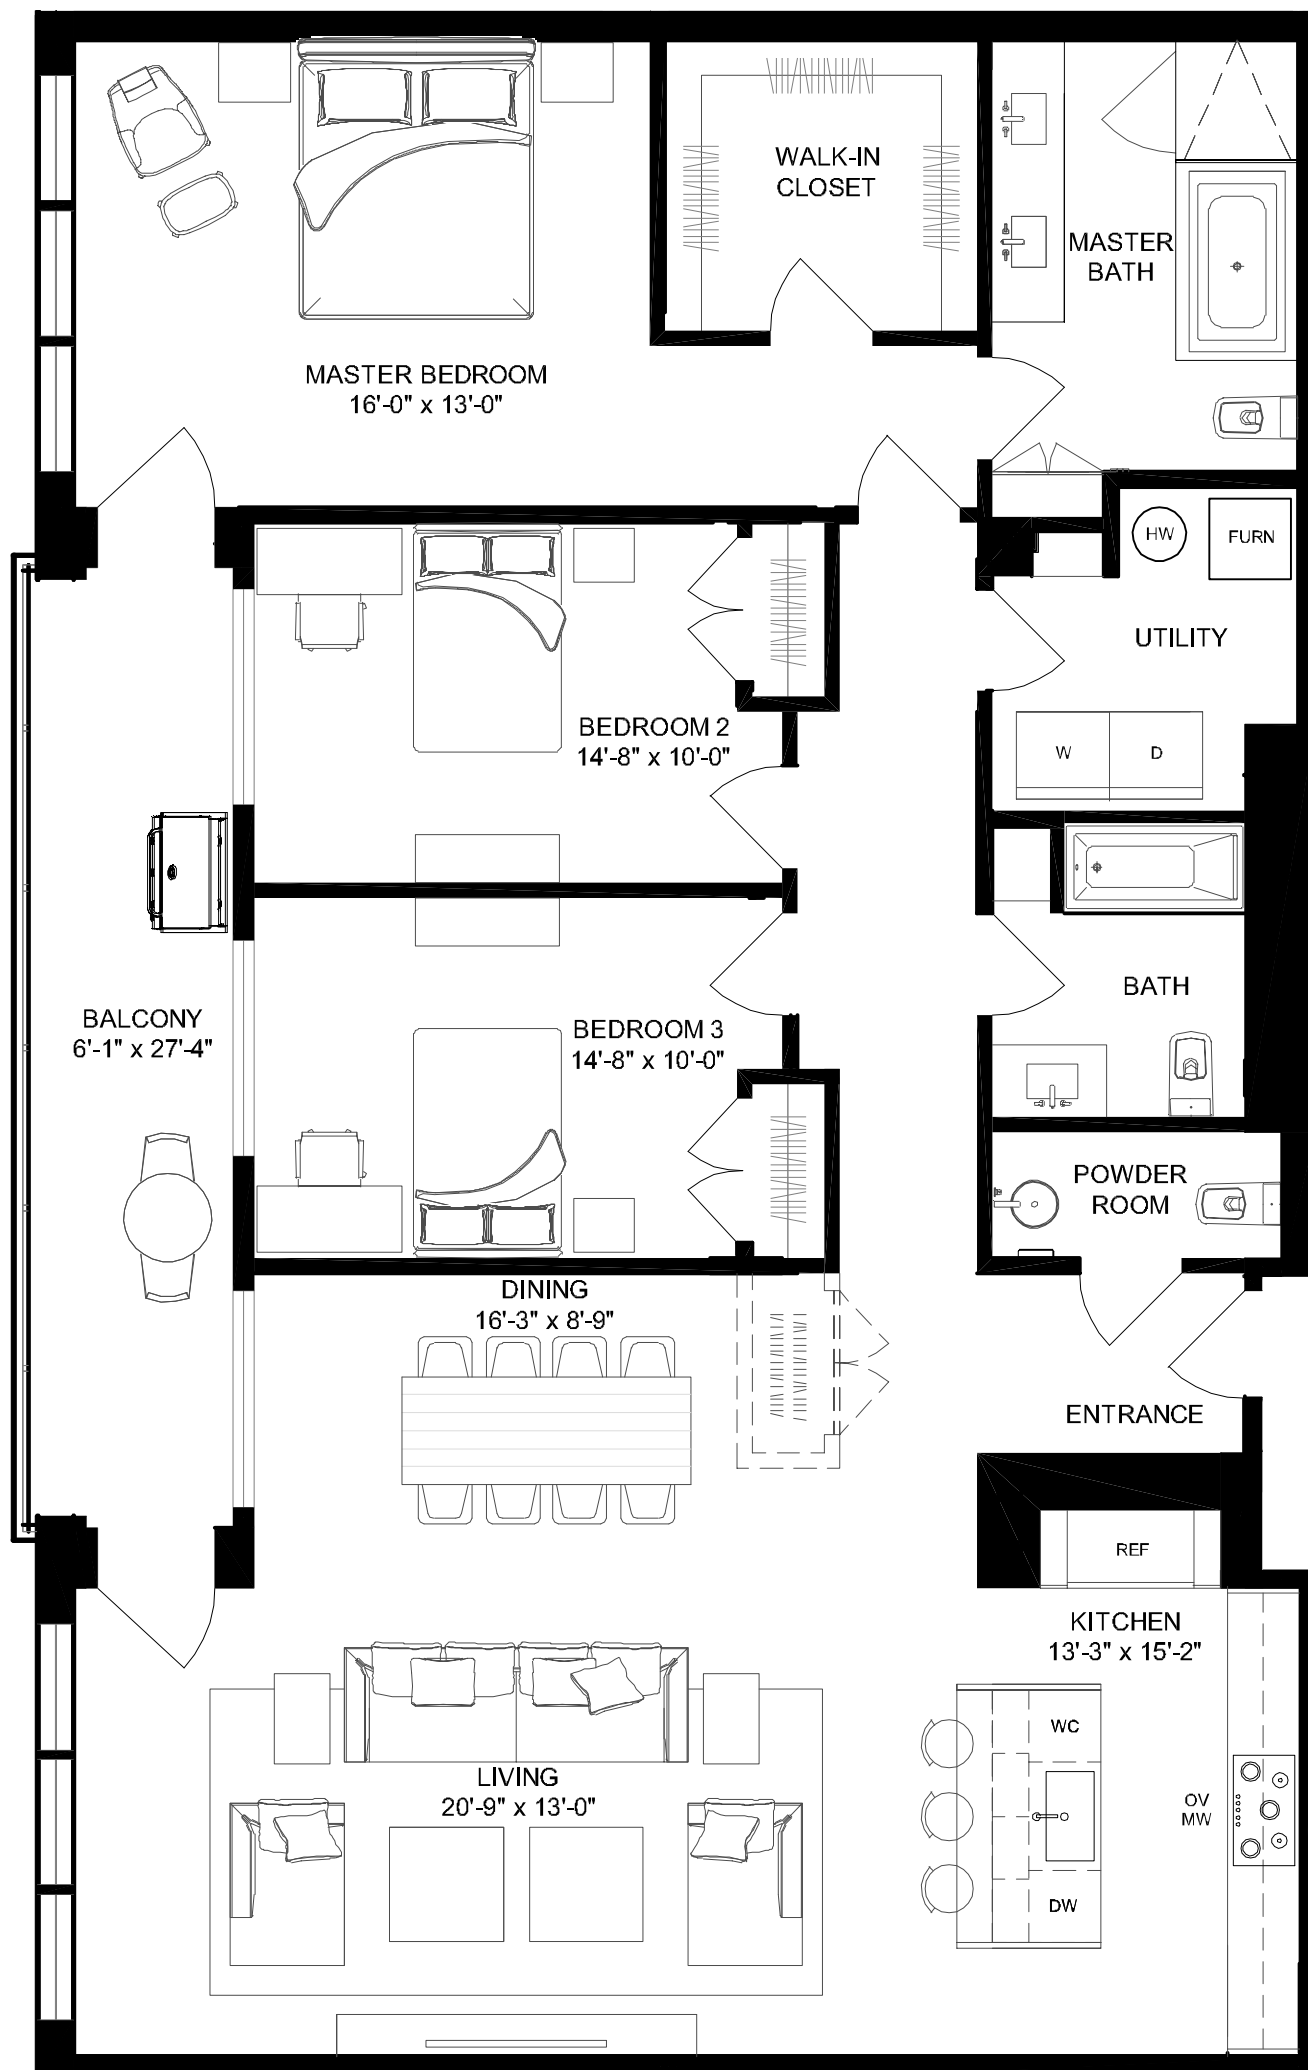 WALK-IN
CLOSET
MASTER
BATH
MASTER BEDROOM
16'-0" x 13'-0"
HW
FURN
UTILITY
BEDROOM 2
14'-8" x 10'-0"
W
D
BATH
BALCONY
6'-1" x 27'-4"
BEDROOM 3
14'-8" x 10'-0"
POWDER
ROOM
DINING
16'-3" x 8'-9"
ENTRANCE
REF
KITCHEN
13'-3" x 15'-2"
WC
LIVING
20'-9" x 13'-0"
OV
MW
DW